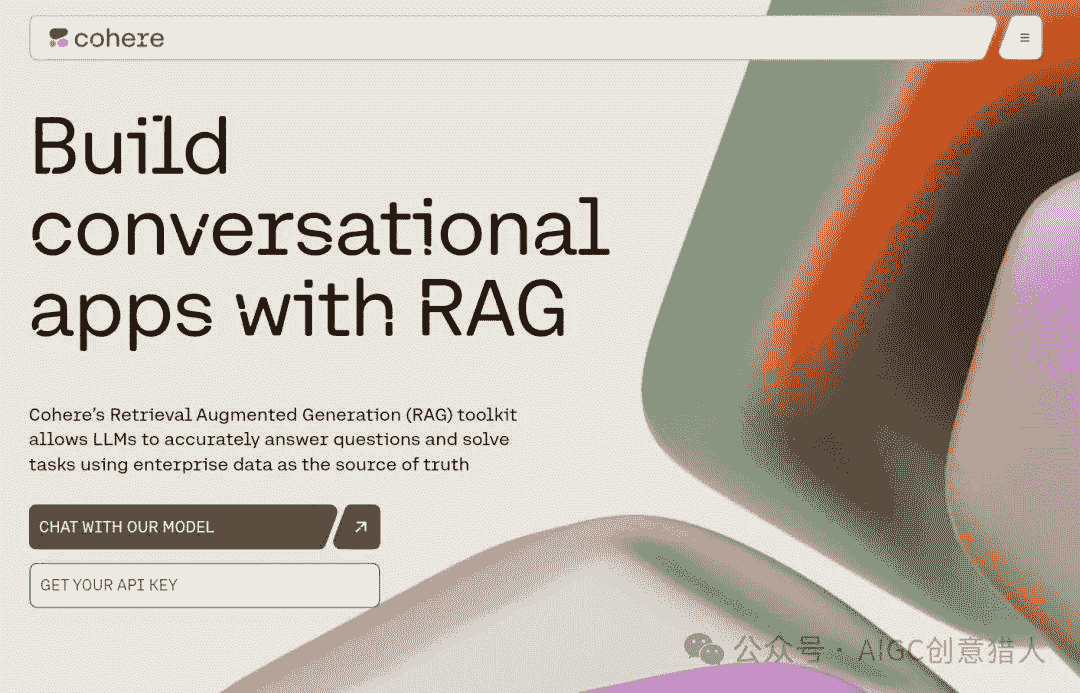 cohere
Build
conversational
apps with RAG
Cohere’s Retrieval Augmented Generation (RAG) toolkit
allows LLMs to accurately answer questions and solve
tasks using enterprise data as the source of truth
CHAT WITH OUR MODEL
GET YOUR API KEY
公众号 · AIGC创意猎人